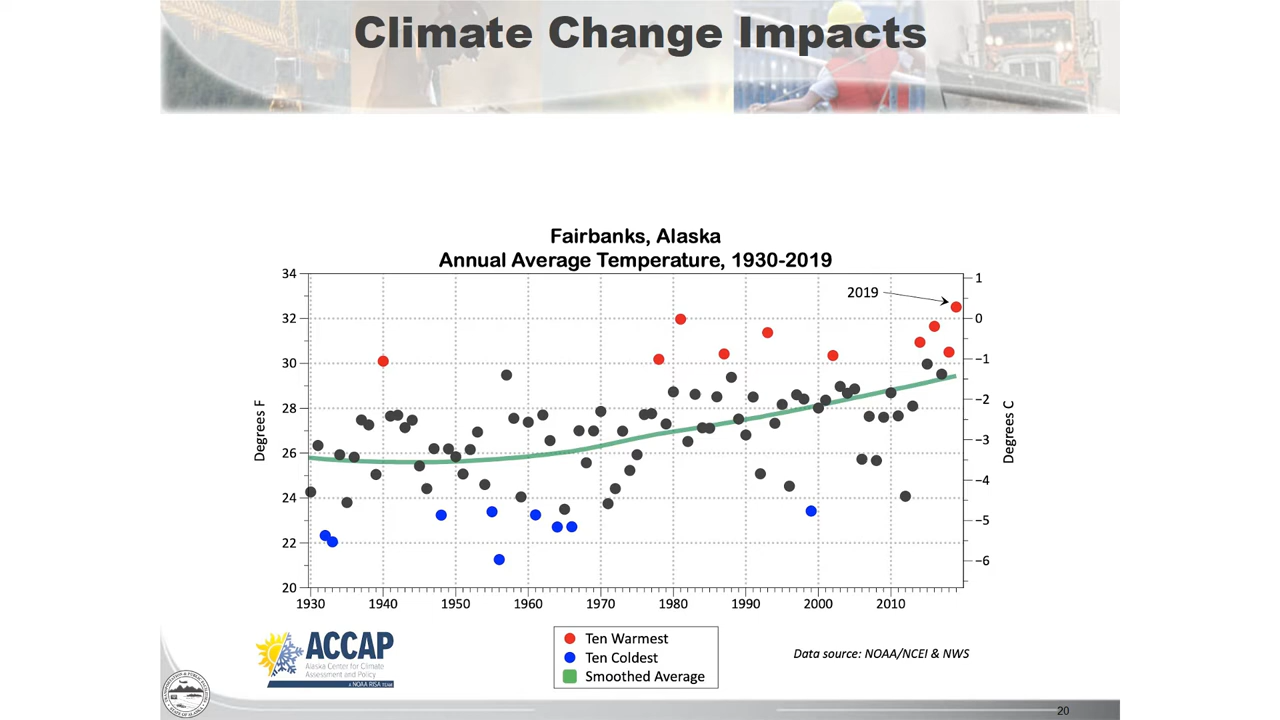 Climate Change Impacts
Fairbanks, Alaska
Annual Average Temperature, 1930-2019
34
32
30
28
26
24
22
20
Degrees F
1
0
−1
−2
−3
−4
−5
−6
Degrees C
2019
1930 1940 1950 1960 1970 1980 1990 2000 2010
ACCAP
Alaska Center for Climate
Assessment and Policy
A NOAA RISA TEAM
Ten Warmest
Ten Coldest
Smoothed Average
Data source: NOAA/NCEI & NWS
20